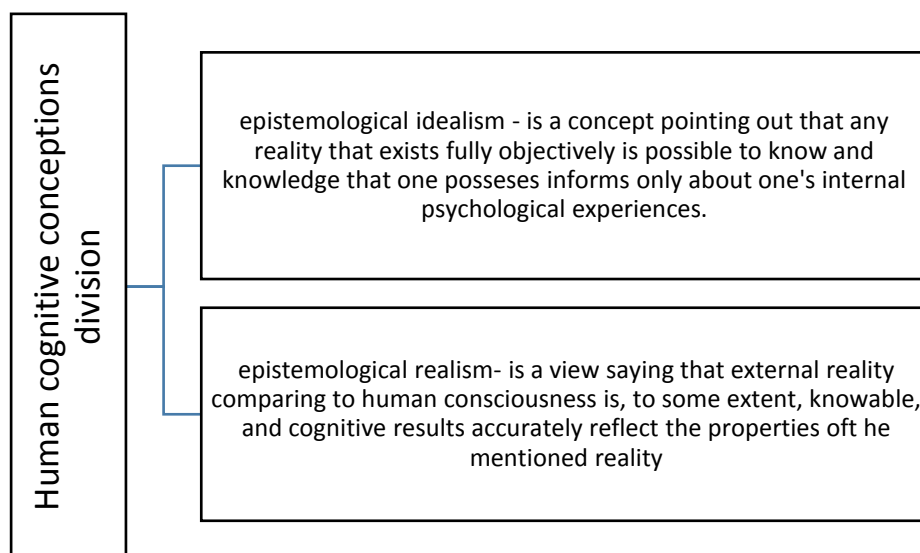 Human cognitive conceptions
division
epistemological idealism - is a concept pointing out that any
reality that exists fully objectively is possible to know and
knowledge that one posseses informs only about one's internal
psychological experiences.
epistemological realism- is a view saying that external reality
comparing to human consciousness is, to some extent, knowable,
and cognitive results accurately reflect the properties oft he
mentioned reality